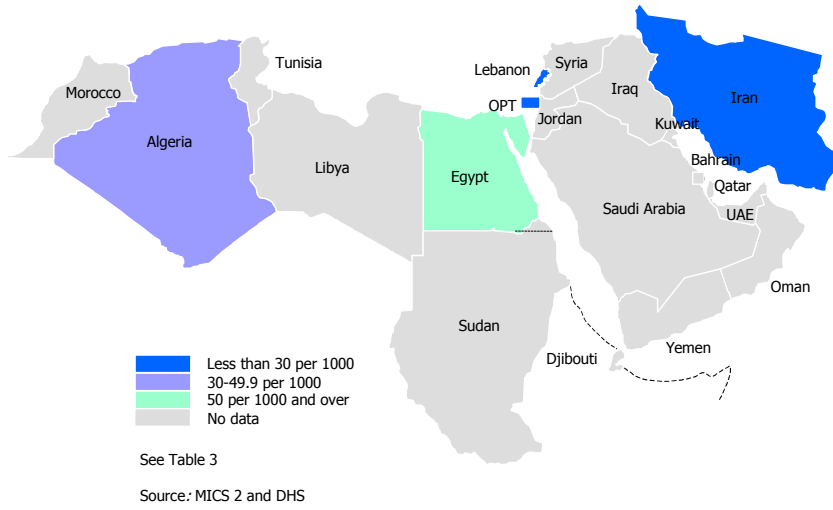 Tunisia
Lebanon
Syria
Morocco
Iraq
Iran
OPT
Jordan
Kuwait
Algeria
Libya
Egypt
Bahrain
Qatar
Saudi Arabia
UAE
Oman
Sudan
Yemen
Djibouti
Less than 30 per 1000
30-49.9 per 1000
50 per 1000 and over
No data
See Table 3
Source: MICS 2 and DHS